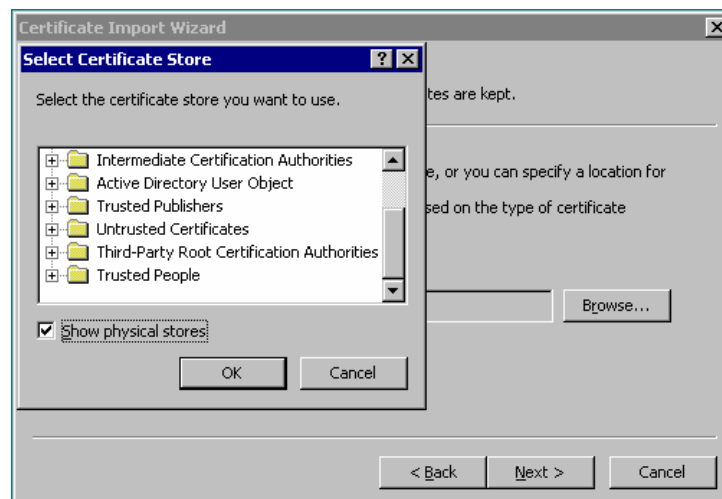 Certificate Import Wizard
Select Certificate Store
Select the certificate store you want to use.
tes are kept.
Intermediate Certification Authorities
Active Directory User Object
Trusted Publishers
Untrusted Certificates
Third-Party Root Certification Authorities
Trusted People
e, or you can specify a location for
sed on the type of certificate
Browse...
Show physical stores
OK
Cancel
< Back
Next >
Cancel